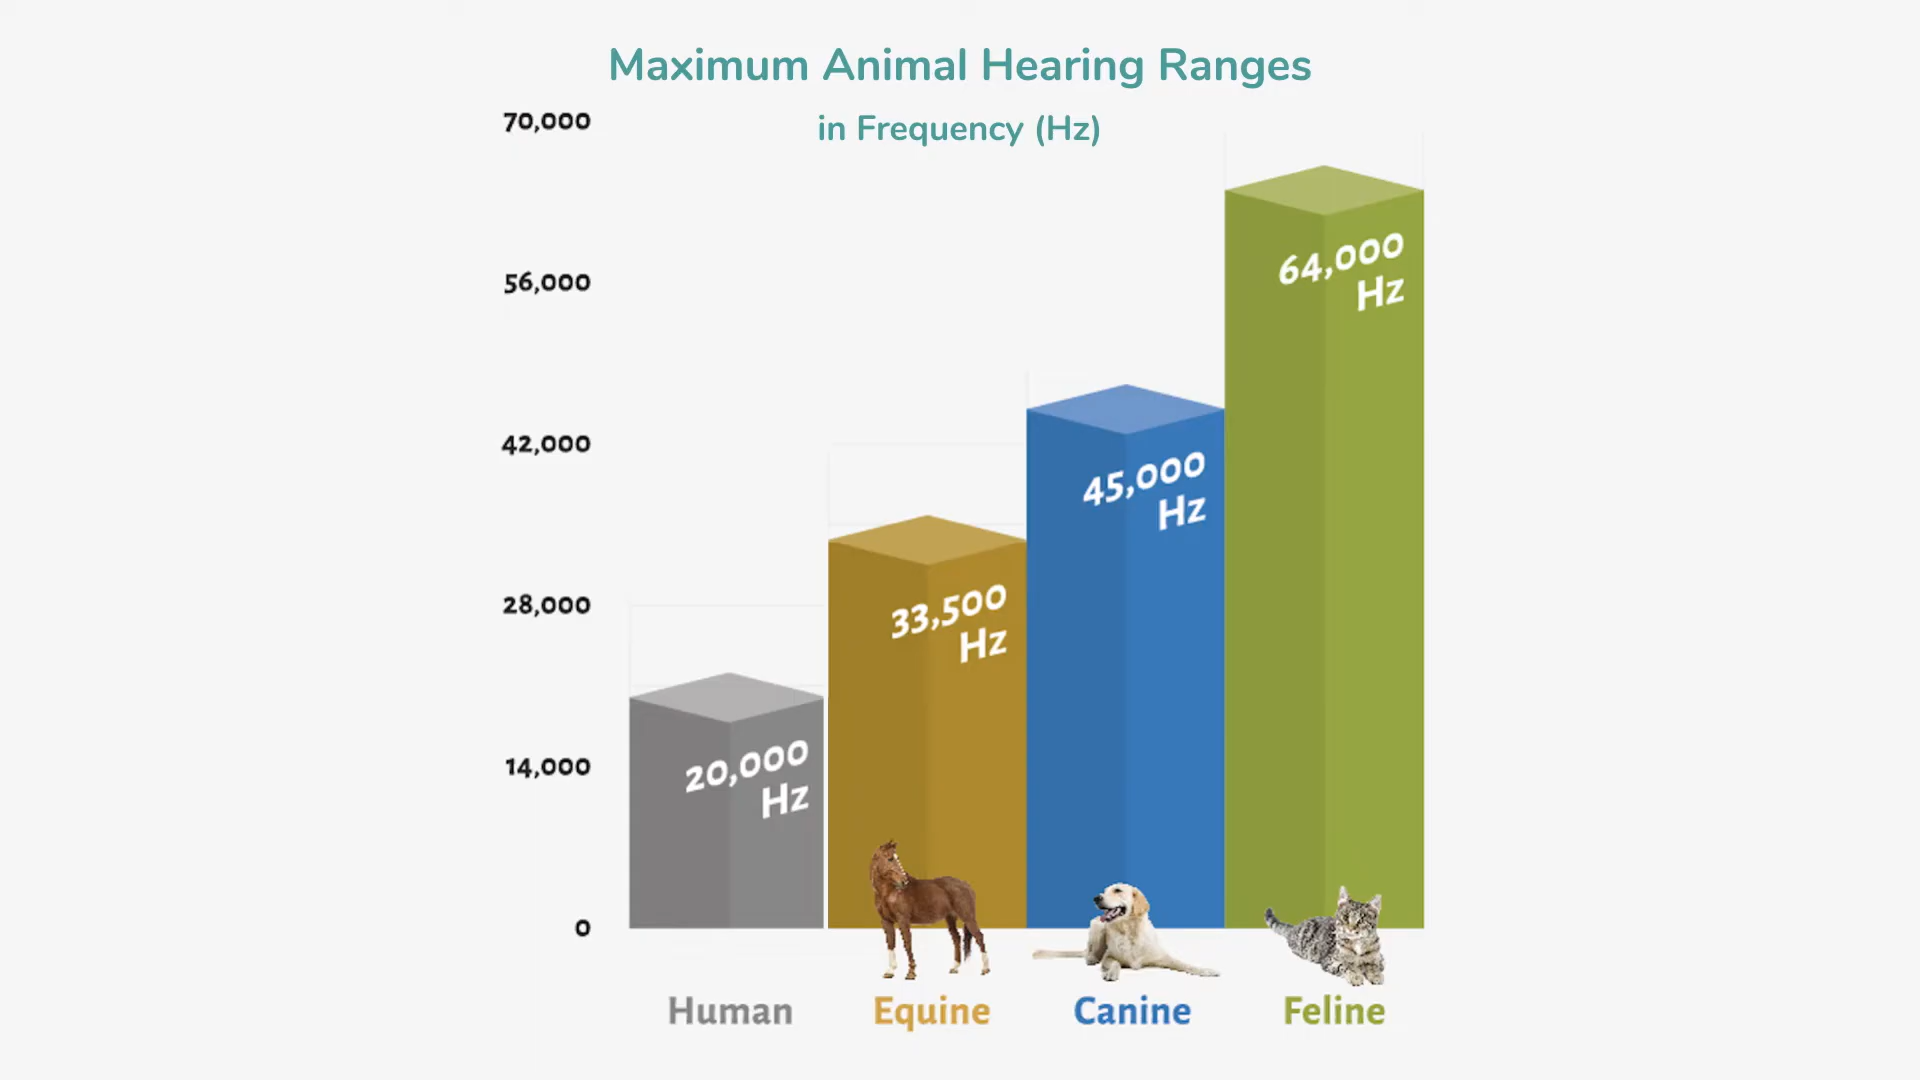 Maximum Animal Hearing Ranges
in Frequency (Hz)
70,000
56,000
42,000
28,000
14,000
0
20,000
Hz
33,500
Hz
45,000
Hz
64,000
Hz
Human
Equine
Canine
Feline